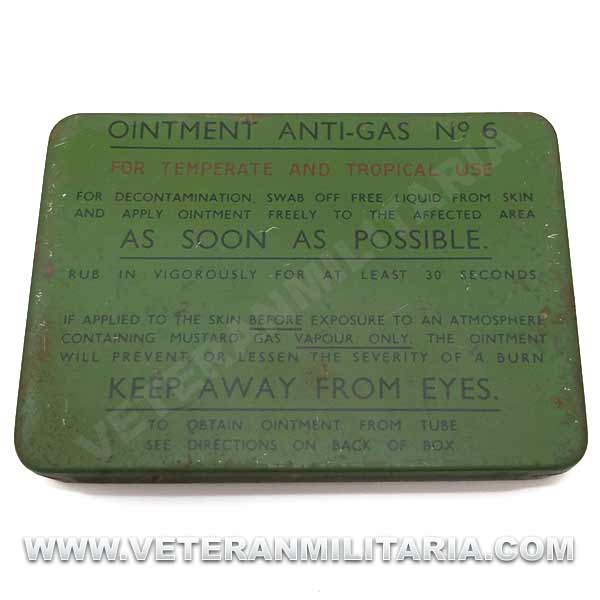 OINTMENT ANTI-GAS Nº 6
FOR TEMPERATE AND TROPICAL USE
FOR DECONTAMINATION, SWAB OFF FREE LIQUID FROM SKIN
AND APPLY OINTMENT FREELY TO THE AFFECTED AREA
AS SOON AS POSSIBLE.
RUB IN VIGOROUSLY FOR AT LEAST 30 SECONDS
IF APPLIED TO THE SKIN BEFORE EXPOSURE TO AN ATMOSPHERE
CONTAINING MUSTARD GAS VAPOUR ONLY, THE OINTMENT
WILL PREVENT OR LESSEN THE SEVERITY OF A BURN
KEEP AWAY FROM EYES.
TO OBTAIN OINTMENT FROM TUBE
SEE DIRECTIONS ON BACK OF BOX
VETERANMILITARIA
WWW.VETERANMILITARIA.COM